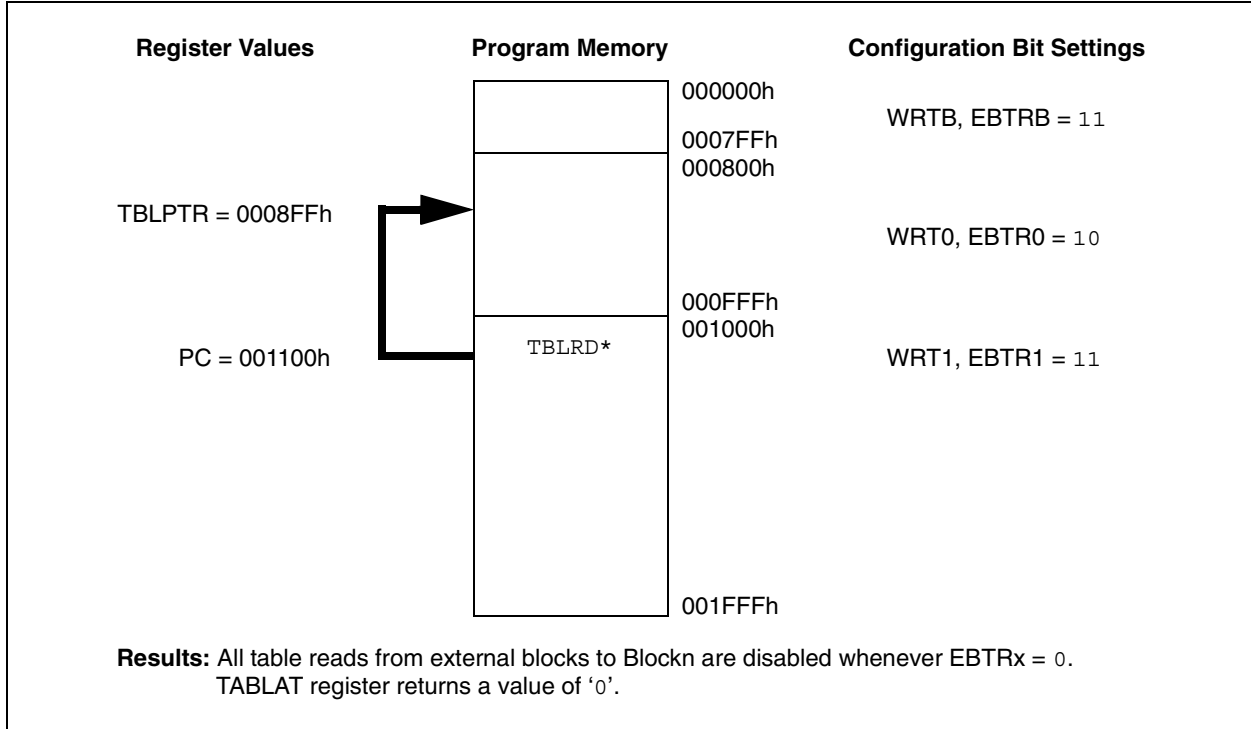 Register Values Program Memory Configuration Bit Settings
000000h
WRTB, EBTRB = 11
0007FFh
000800h
TBLPTR = 0008FFh
WRT0, EBTR0 = 10
000FFFh
001000h
TBLRD*
PC = 001100h
WRT1, EBTR1 = 11
001FFFh
Results: All table reads from external blocks to Blockn are disabled whenever EBTRx = 0.
TABLAT register returns a value of ‘0’.